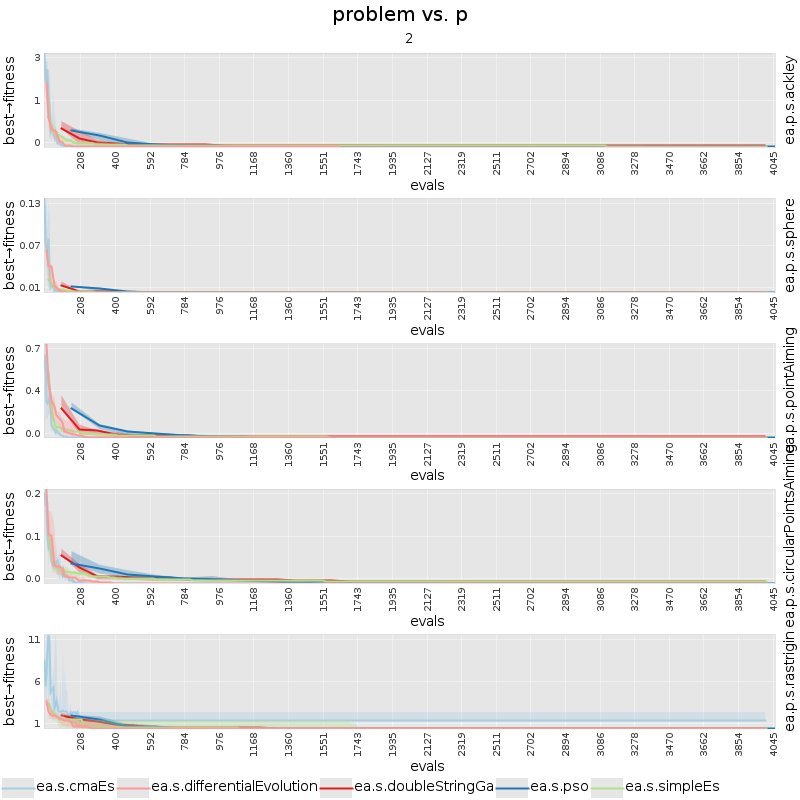 problem vs. p
2
best→fitness
3
1
0
208 400 592 784 976 1168 1360 1551 1743 1935 2127 2319 2511 2702 2894 3086 3278 3470 3662 3854 4045
evals
ea.p.s.ackley
best→fitness
0.13
0.07
0.01
208 400 592 784 976 1168 1360 1551 1743 1935 2127 2319 2511 2702 2894 3086 3278 3470 3662 3854 4045
evals
ea.p.s.sphere
best→fitness
0.7
0.4
0.0
208 400 592 784 976 1168 1360 1551 1743 1935 2127 2319 2511 2702 2894 3086 3278 3470 3662 3854 4045
evals
ea.p.s.pointAiming
best→fitness
0.2
0.1
0.0
208 400 592 784 976 1168 1360 1551 1743 1935 2127 2319 2511 2702 2894 3086 3278 3470 3662 3854 4045
evals
ea.p.s.circularPointsAiming
best→fitness
11
6
1
208 400 592 784 976 1168 1360 1551 1743 1935 2127 2319 2511 2702 2894 3086 3278 3470 3662 3854 4045
evals
ea.p.s.rastrigin
ea.s.cmaEs ea.s.differentialEvolution ea.s.doubleStringGa ea.s.pso ea.s.simpleEs